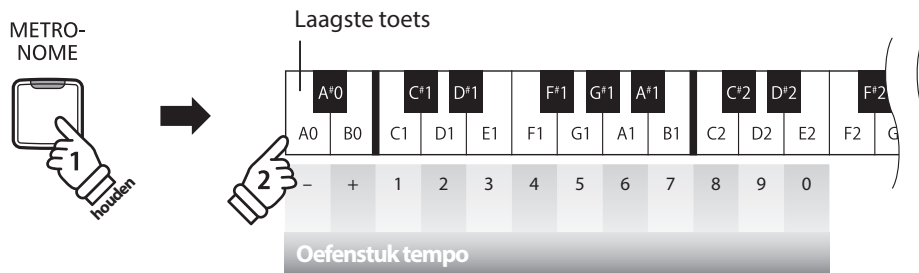 Laagste toets
METRO-
NOME
A#0 C#1 D#1 F#1 G#1 A#1 C#2 D#2 F#2
A0 B0 C1 D1 E1 F1 G1 A1 B1 C2 D2 E2 F2 G
1
houden
2
– + 1 2 3 4 5 6 7 8 9 0
Oefenstuk tempo